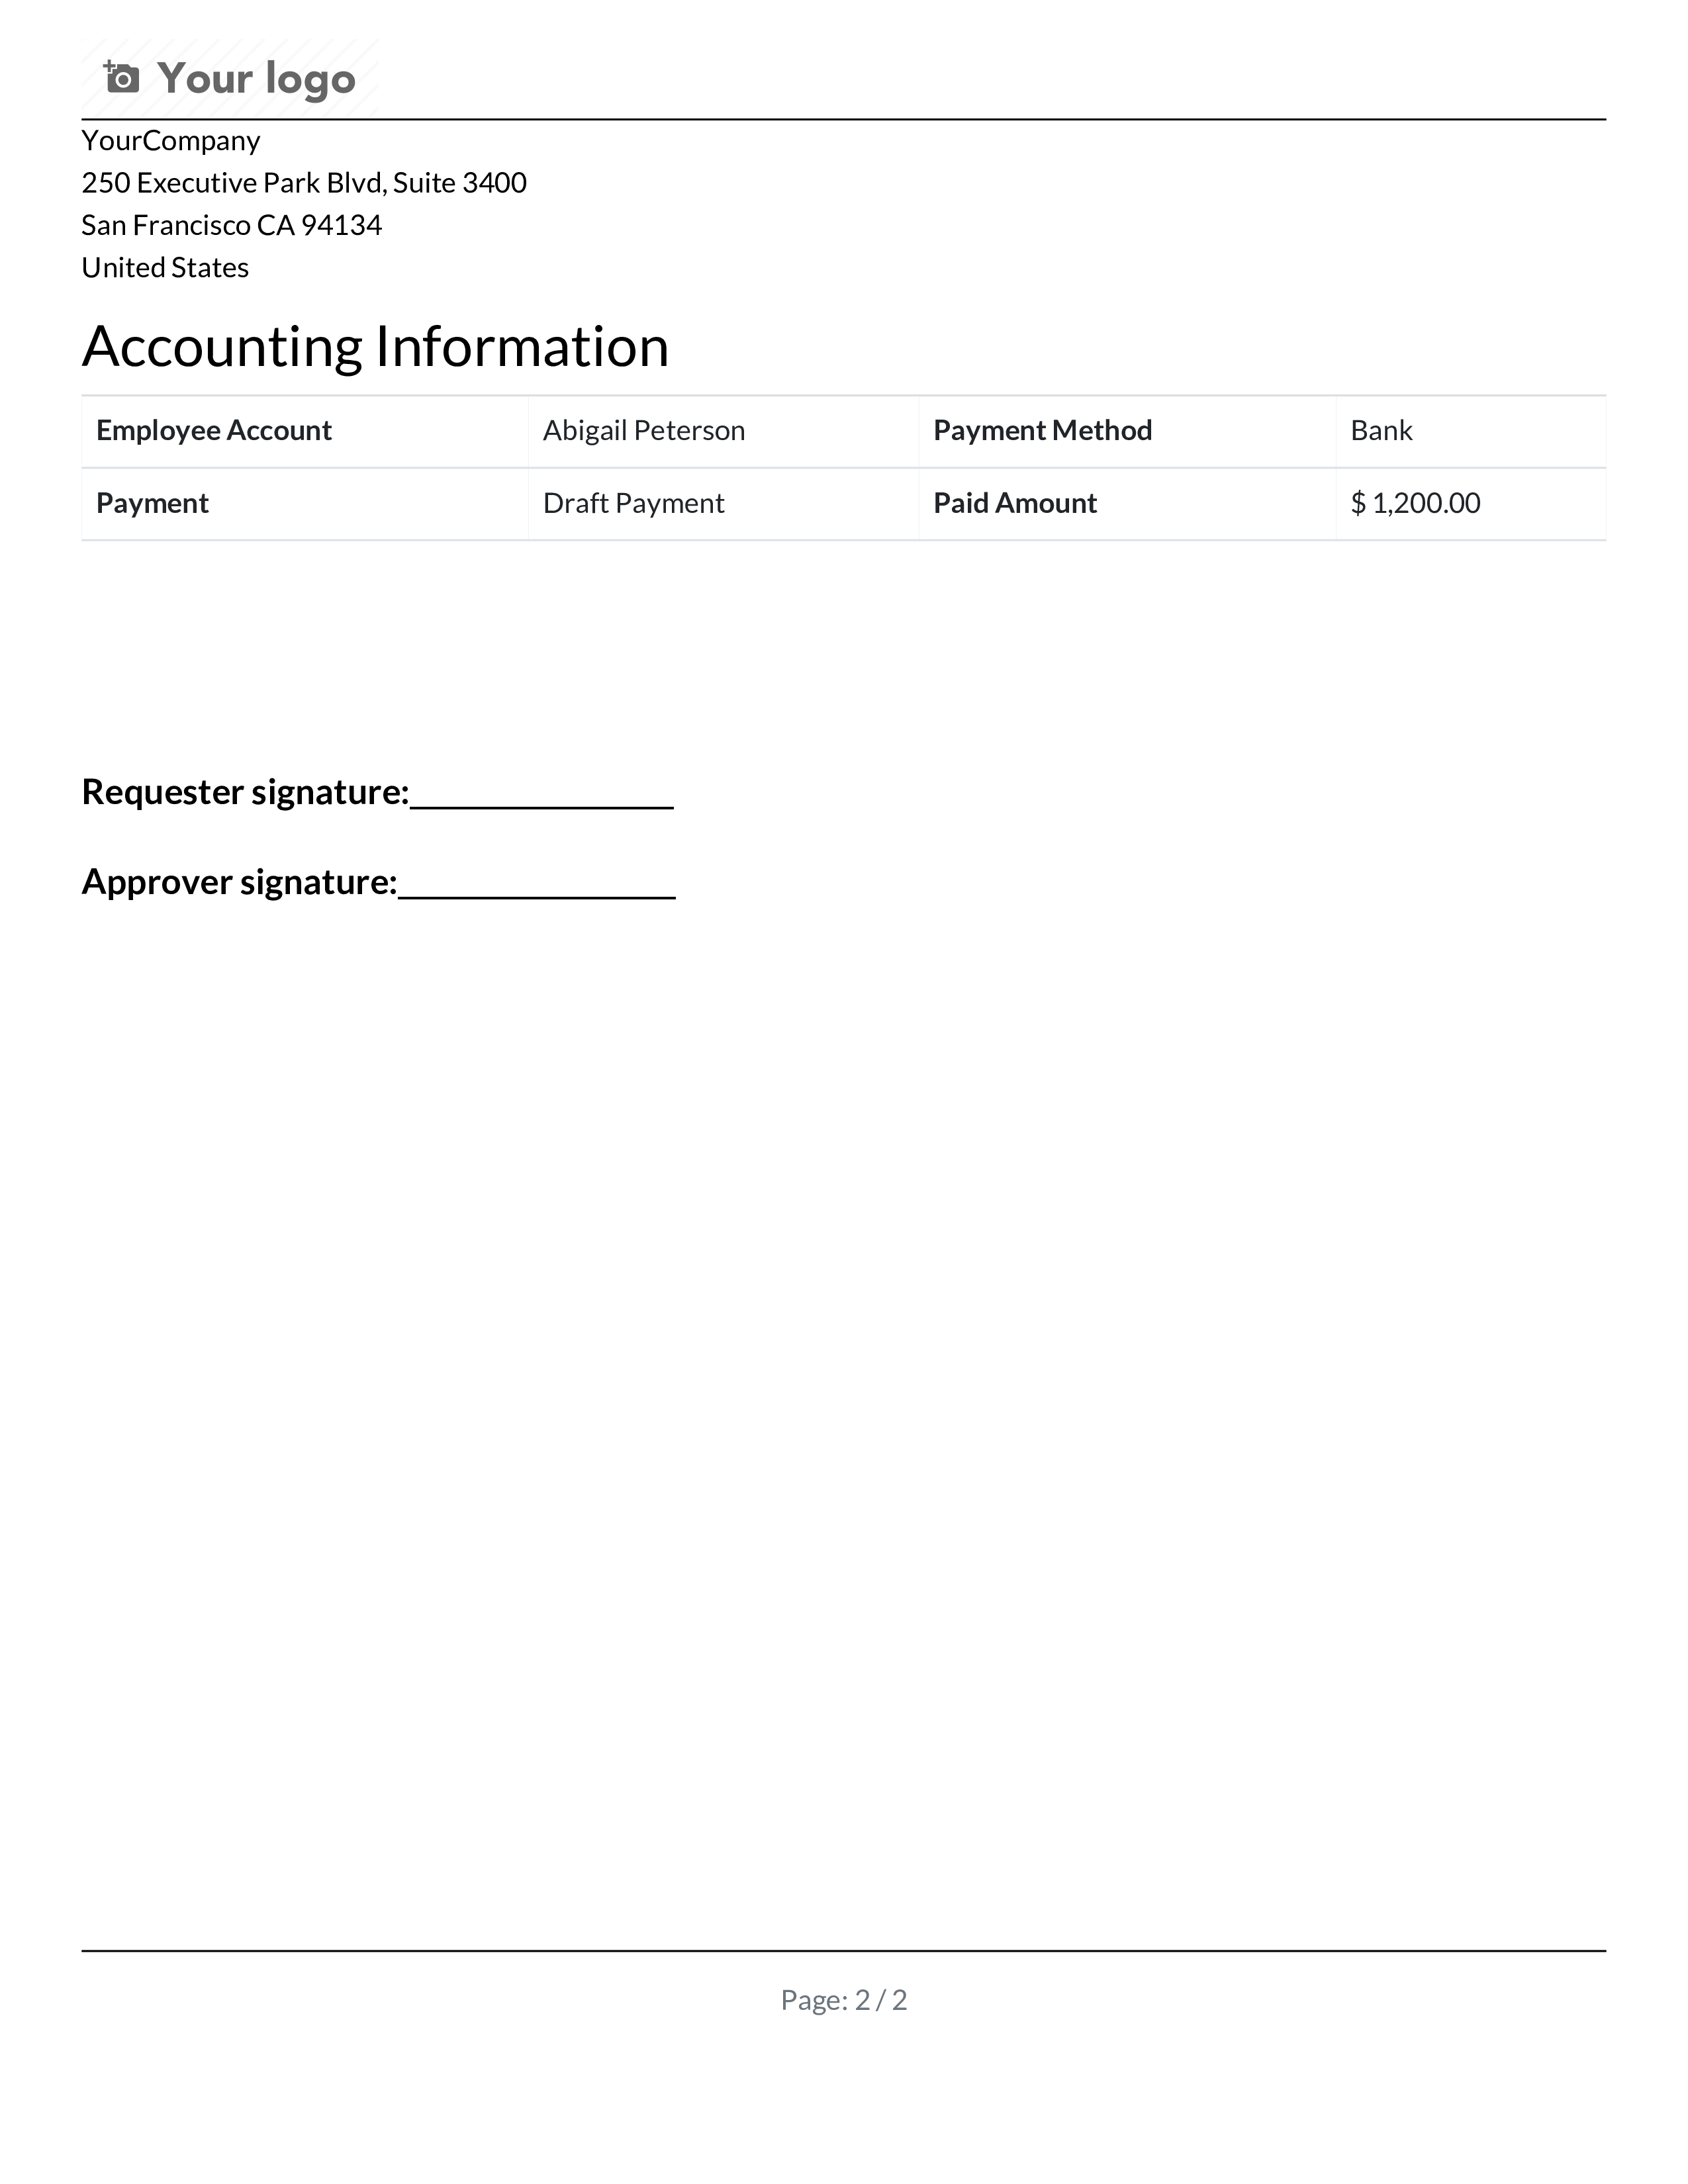 Your logo
YourCompany
250 Executive Park Blvd, Suite 3400
San Francisco CA 94134
United States
Accounting Information
Employee Account Abigail Peterson Payment Method Bank
Payment Draft Payment Paid Amount $ 1,200.00
Requester signature:
Approver signature:
Page: 2 / 2